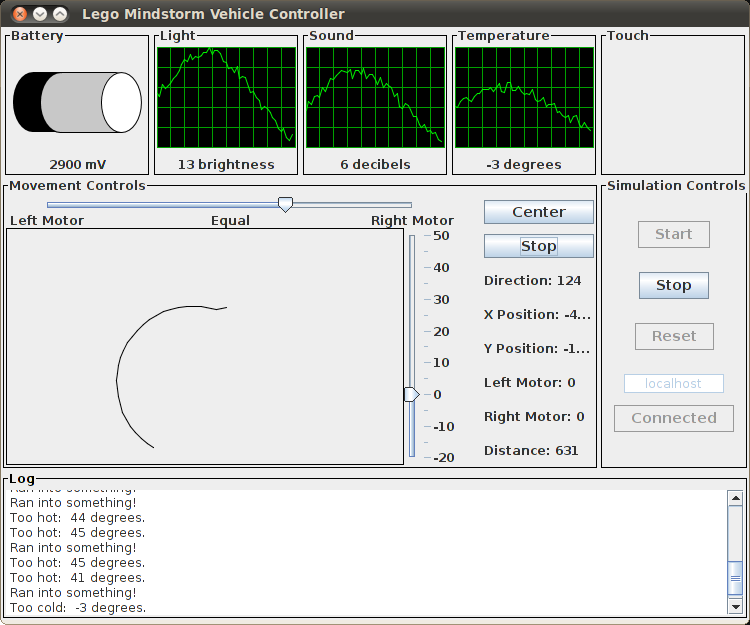 Lego Mindstorm Vehicle Controller
Battery
Light
Sound
Temperature
Touch
2900 mV
13 brightness
6 decibels
-3 degrees
Movement Controls
Simulation Controls
Left Motor
Equal
Right Motor
Center
Stop
50
40
30
20
10
0
-10
-20
Direction: 124
X Position: -4...
Y Position: -1...
Left Motor: 0
Right Motor: 0
Distance: 631
Start
Stop
Reset
localhost
Connected
Log
Ran into something!
Ran into something!
Too hot:  44 degrees.
Too hot:  45 degrees.
Ran into something!
Too hot:  45 degrees.
Too hot:  41 degrees.
Ran into something!
Too cold:  -3 degrees.